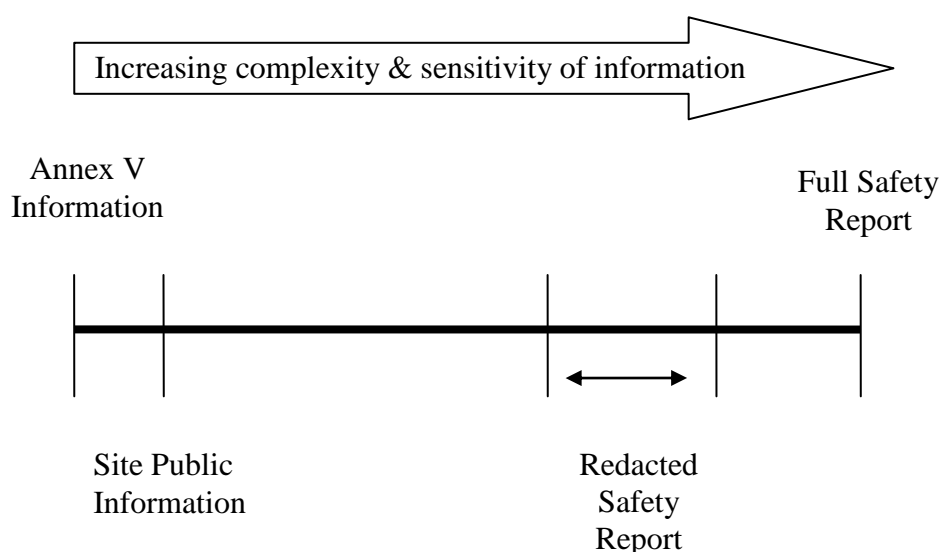 Increasing complexity & sensitivity of information
Annex V
Information
Full Safety
Report
Site Public
Information
Redacted
Safety
Report